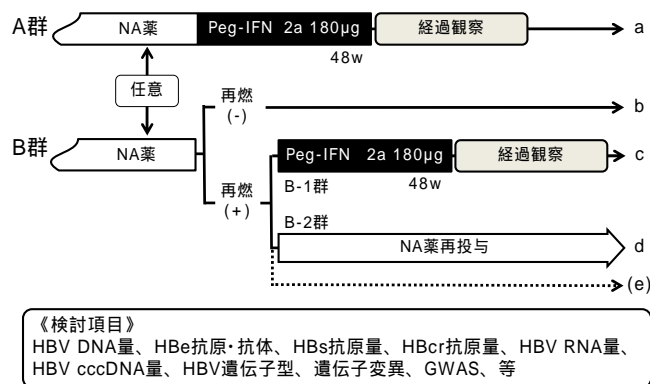 A群
NA薬
Peg-IFN 2a 180μg
経過観察
a
48w
任意
再燃
(-)
b
B群
NA薬
Peg-IFN 2a 180μg
経過観察
c
B-1群
48w
再燃
(+)
B-2群
NA薬再投与
d
(e)
《検討項目》
HBV DNA量、HBe抗原・抗体、HBs抗原量、HBcr抗原量、HBV RNA量、
HBV cccDNA量、HBV遺伝子型、遺伝子変異、GWAS、等